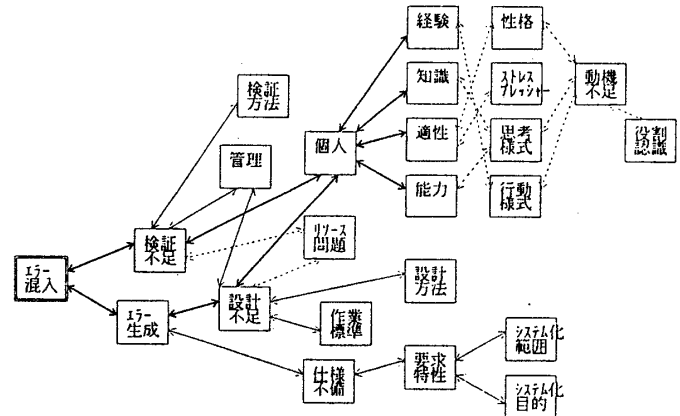 経験
性格
知識
ストレス
プレッシャー
動機
不足
検証
方法
個人
適性
思考
様式
役割
認識
管理
能力
行動
様式
検証
不足
リソース
問題
エラー
混入
設計
不足
設計
方法
エラー
生成
作業
標準
仕様
不備
要求
特性
システム化
範囲
システム化
目的